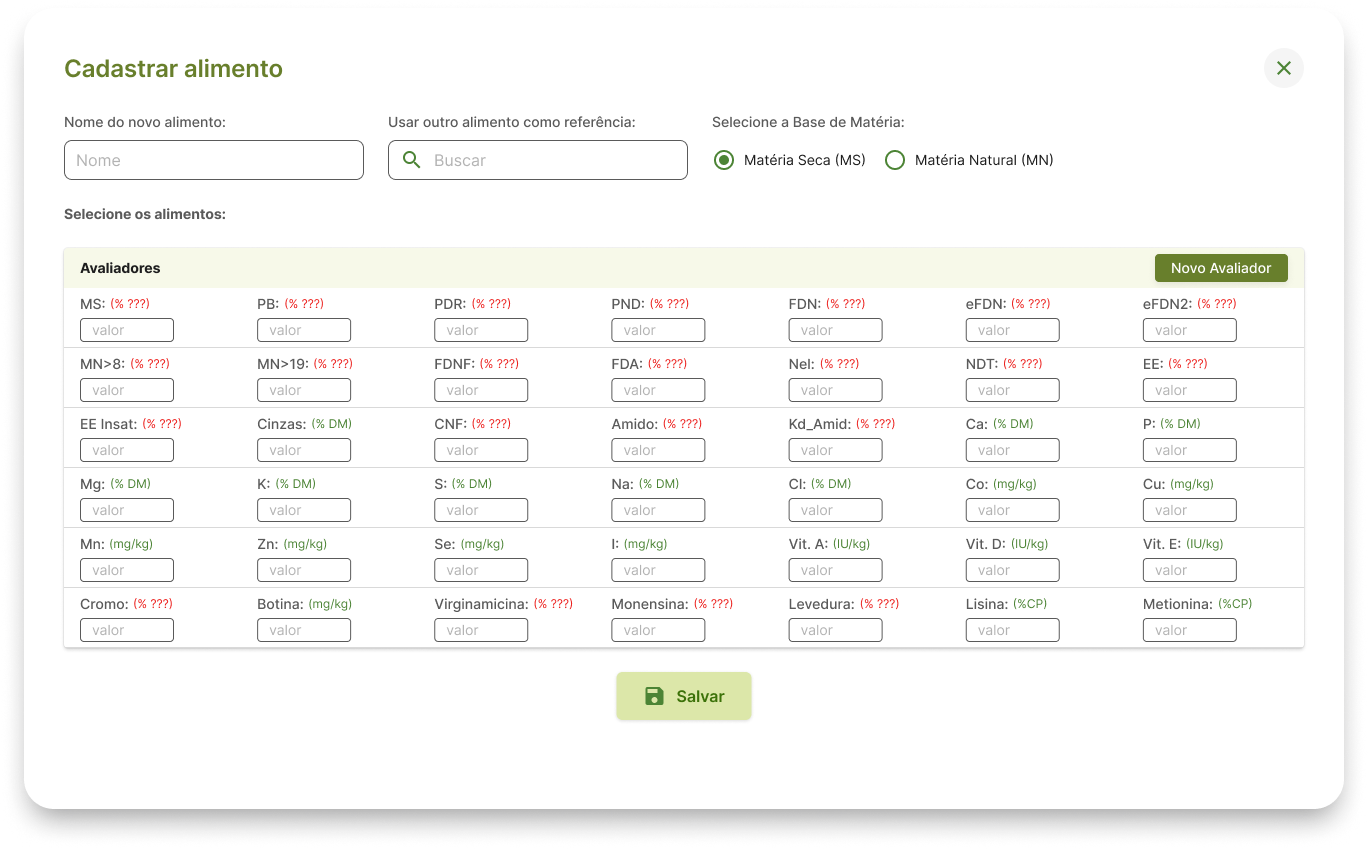 Cadastrar alimento
Nome do novo alimento:
Usar outro alimento como referência:
Selecione a Base de Matéria:
Nome
Buscar
Matéria Seca (MS)
Matéria Natural (MN)
Selecione os alimentos:
Avaliadores
Novo Avaliador
MS: (% ???) PB: (% ???) PDR: (% ???) PND: (% ???) FDN: (% ???) eFDN: (% ???) eFDN2: (% ???)
valor valor valor valor valor valor valor
MN>8: (% ???) MN>19: (% ???) FDNF: (% ???) FDA: (% ???) Nel: (% ???) NDT: (% ???) EE: (% ???)
valor valor valor valor valor valor valor
EE Insat: (% ???) Cinzas: (% DM) CNF: (% ???) Amido: (% ???) Kd_Amid: (% ???) Ca: (% DM) P: (% DM)
valor valor valor valor valor valor valor
Mg: (% DM) K: (% DM) S: (% DM) Na: (% DM) Cl: (% DM) Co: (mg/kg) Cu: (mg/kg)
valor valor valor valor valor valor valor
Mn: (mg/kg) Zn: (mg/kg) Se: (mg/kg) I: (mg/kg) Vit. A: (IU/kg) Vit. D: (IU/kg) Vit. E: (IU/kg)
valor valor valor valor valor valor valor
Cromo: (% ???) Botina: (mg/kg) Virginamicina: (% ???) Monensina: (% ???) Levedura: (% ???) Lisina: (%CP) Metionina: (%CP)
valor valor valor valor valor valor valor
Salvar